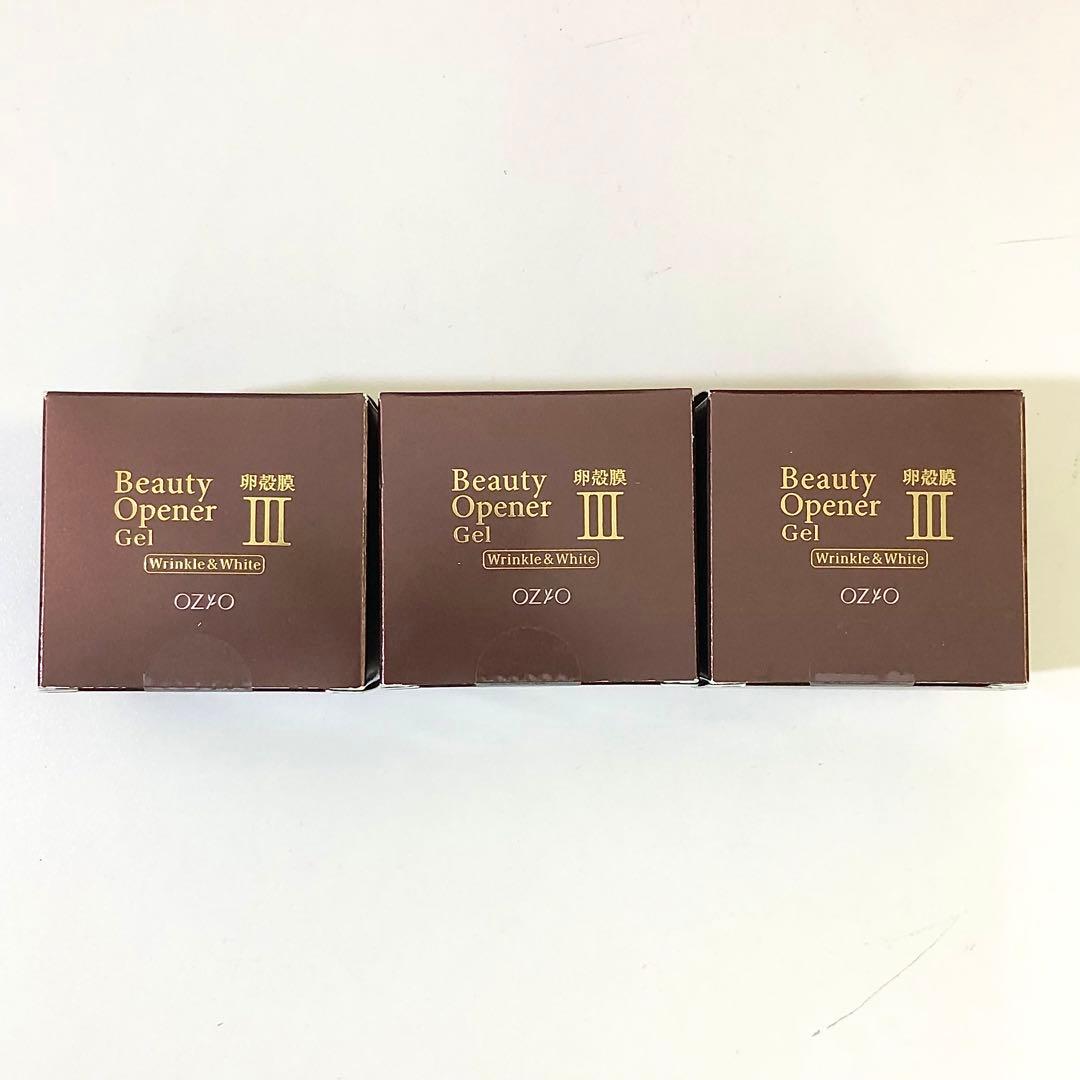 Beauty
Opener
Gel
卵殻膜
III
Wrinkle&White
OZIO
Beauty
Opener
Gel
卵殻膜
III
Wrinkle&White
OZIO
Beauty
Opener
Gel
卵殻膜
III
Wrinkle&White
OZIO